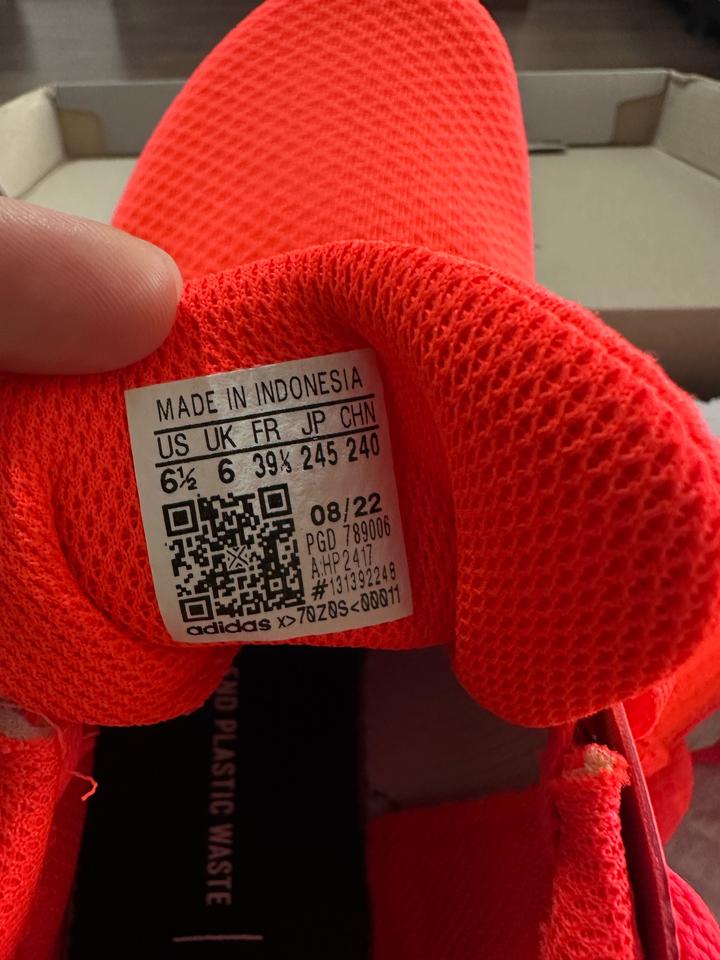 MADE IN INDONESIA
US UK FR JP CHN
6½ 6 39⅓ 245 240
08/22
PGD 789006
A:HP2417
#131392248
adidas x>70Z0S<00011
END PLASTIC WASTE